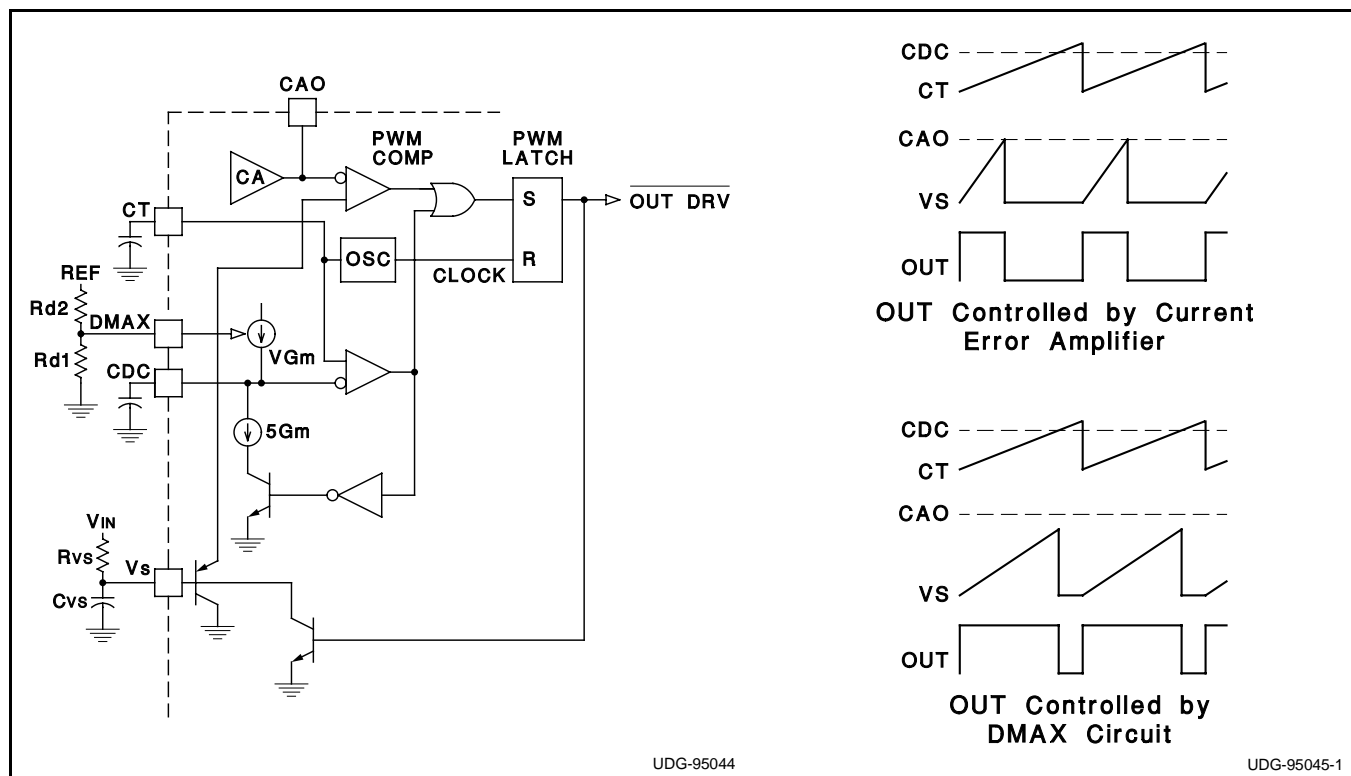 CAO
PWM
COMP
PWM
LATCH
CA
S
OUT DRV
CT
OSC
CLOCK
R
REF
Rd2
DMAX
Rd1
VGm
CDC
5Gm
VIN
Rvs
Vs
Cvs
UDG-95044
CDC
CT
CAO
VS
OUT
OUT Controlled by Current
Error Amplifier
CDC
CT
CAO
VS
OUT
OUT Controlled by
DMAX Circuit
UDG-95045-1